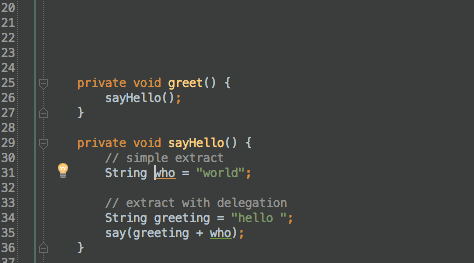 20
21
22
23
24
25 private void greet() {
26 sayHello();
27 }
28
29 private void sayHello() {
30 // simple extract
31 String who = "world";
32
33 // extract with delegation
34 String greeting = "hello ";
35 say(greeting + who);
36 }
37